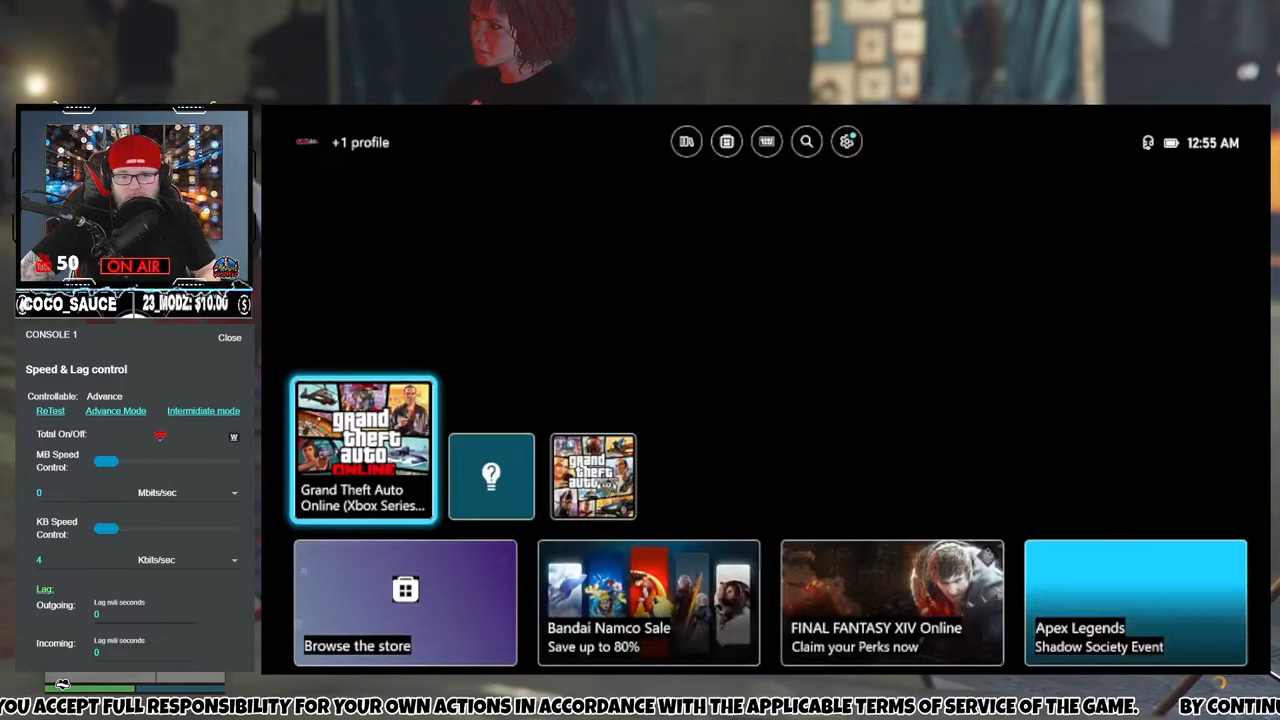 +1 profile
12:55 AM
50
ON AIR
COCO_SAUCE
23_MODZ: $10.00
CONSOLE 1
Close
Speed & Lag control
Controllable: Advance
ReTest Advance Mode Intermidiate mode
Total On/Off:
W
MB Speed
Control:
0 Mbits/sec
KB Speed
Control:
4 Kbits/sec
Lag:
Outgoing: Lag mili seconds
0
Incoming: Lag mili seconds
0
grand
theft
auto
ONLINE
Grand Theft Auto
Online (Xbox Series...
grand
theft
auto
Browse the store
Bandai Namco Sale
Save up to 80%
FINAL FANTASY XIV Online
Claim your Perks now
Apex Legends
Shadow Society Event
YOU ACCEPT FULL RESPONSIBILITY FOR YOUR OWN ACTIONS IN ACCORDANCE WITH THE APPLICABLE TERMS OF SERVICE OF THE GAME. BY CONTINU